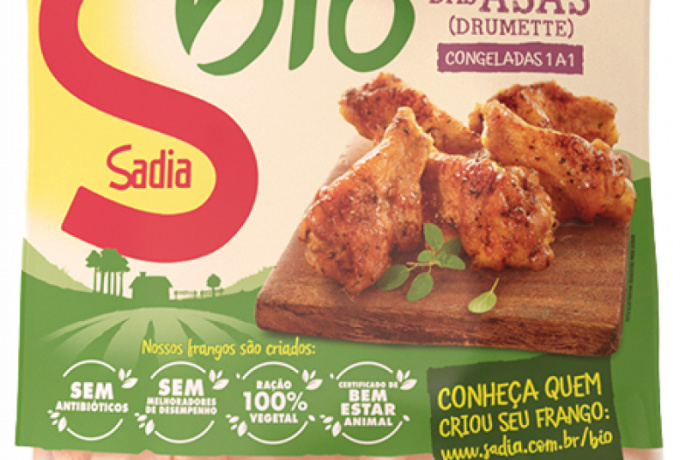 Bio
DAS ASAS
(DRUMETTE)
CONGELADAS 1 A 1
Sadia
Nossos frangos são criados:
SEM
ANTIBIÓTICOS
SEM
MELHORADORES
DE DESEMPENHO
RAÇÃO
100%
VEGETAL
CERTIFICADO DE
BEM
ESTAR
ANIMAL
CONHEÇA QUEM
CRIOU SEU FRANGO:
www.sadia.com.br/bio